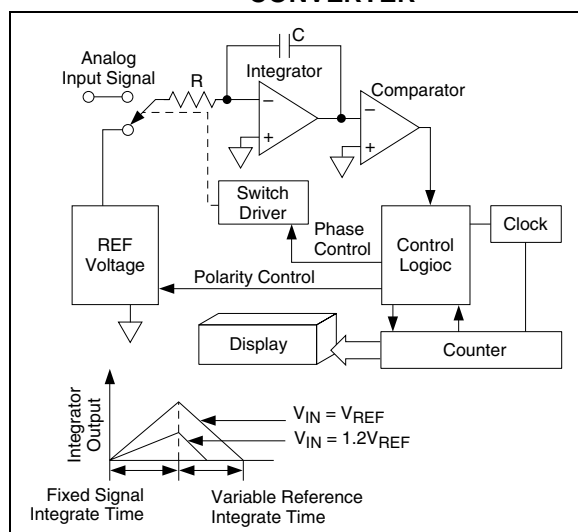 CONVERTER
Analog
Input Signal
R
C
Integrator
Comparator
–
+
–
+
Switch
Driver
REF
Voltage
Phase
Control
Control
Logioc
Clock
Polarity Control
Display
Counter
Integrator
Output
VIN = VREF
VIN = 1.2VREF
Fixed Signal
Integrate Time
Variable Reference
Integrate Time